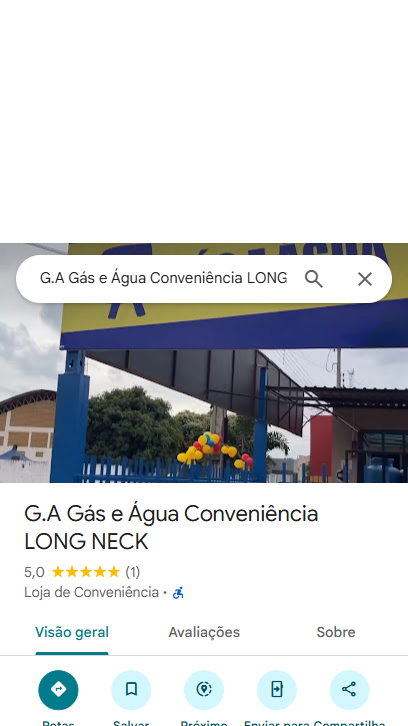 G.A Gás e Água Conveniência LONG
G.A Gás e Água Conveniência
LONG NECK
5,0 (1)
Loja de Conveniência ·
Visão geral Avaliações Sobre
Rotas Salvar Próximo Enviar para Compartilha